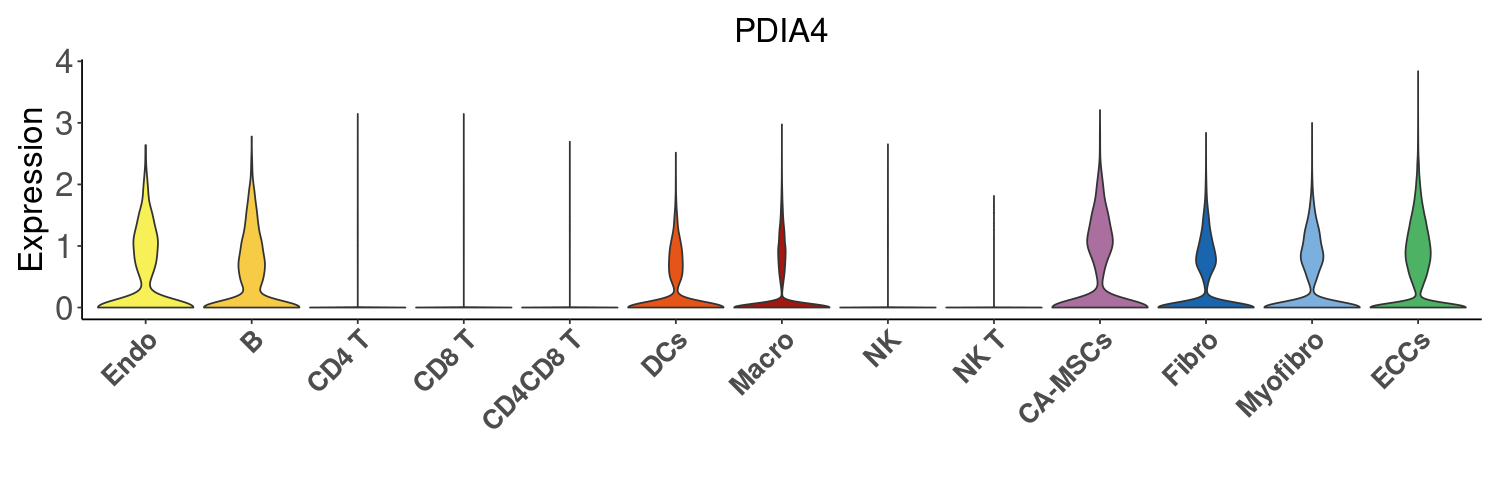 PDIA4
Expression
4
3
2
1
0
Endo
B
CD4 T
CD8 T
CD4CD8 T
DCs
Macro
NK
NK T
CA-MSCs
Fibro
Myofibro
ECCs